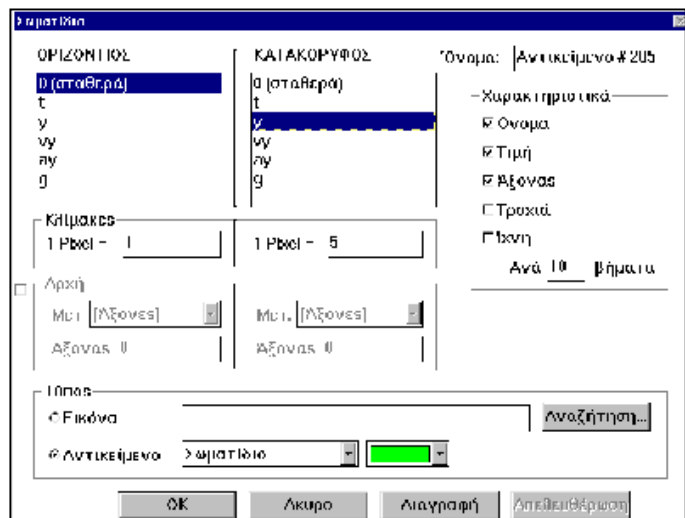 Σωματίδιο
ΟΡΙΖΟΝΤΙΟΣ ΚΑΤΑΚΟΡΥΦΟΣ Όνομα: Αντικείμενο # 205
0 (σταθερά) 0 (σταθερά) Χαρακτηριστικά
t t Όνομα
y y Τιμή
vy vy Άξονας
ay ay Τροχιά
g g Ίχνη
Κλίμακες
1 Pixel = 1 1 Pixel = 5 Ανά 10 βήματα
Αρχή
Μετ. [Άξονες] Μετ. [Άξονες]
Άξονας 0 Άξονας 0
Τύπος
Εικόνα Αναζήτηση...
Αντικείμενο Σωματίδιο
OK Άκυρο Διαγραφή Απελευθέρωση